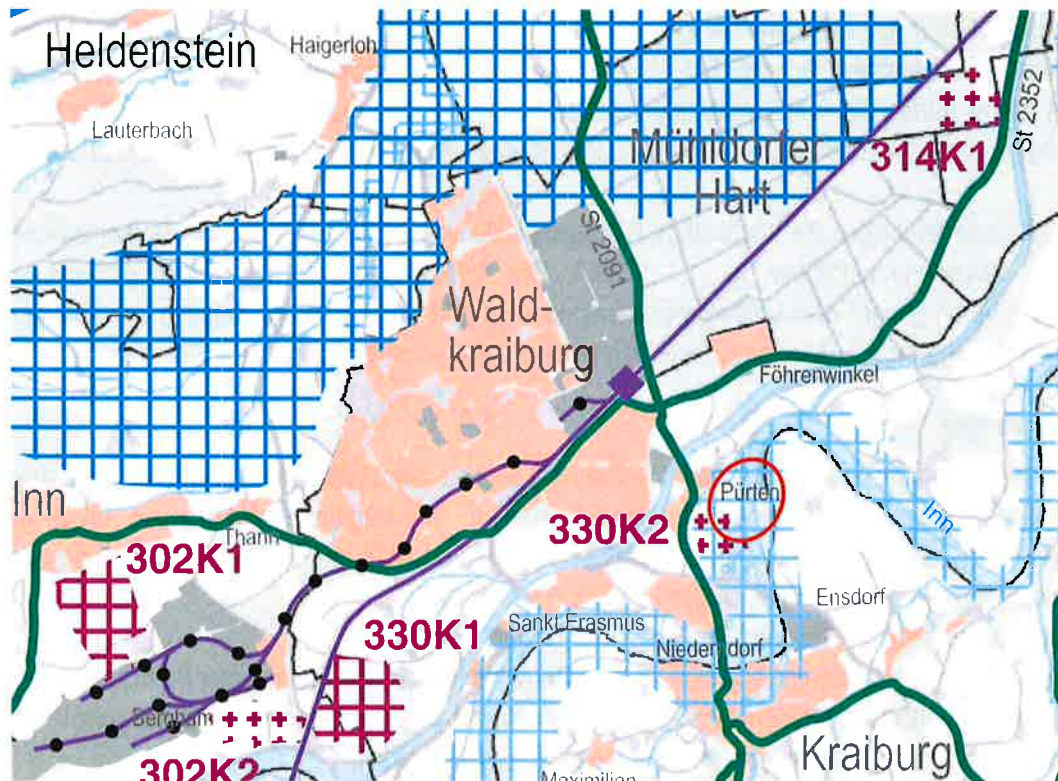 Heldenstein
Haigerloh
Lauterbach
St 2352
Mühldorfer
Hart
314K1
St 2091
Wald-
kraiburg
Föhrenwinkel
Inn
Pürten
Inn
330K2
Thann
302K1
Ensdorf
Sankt Erasmus
330K1
Niederndorf
Bergham
302K2
Kraiburg
Maximilian